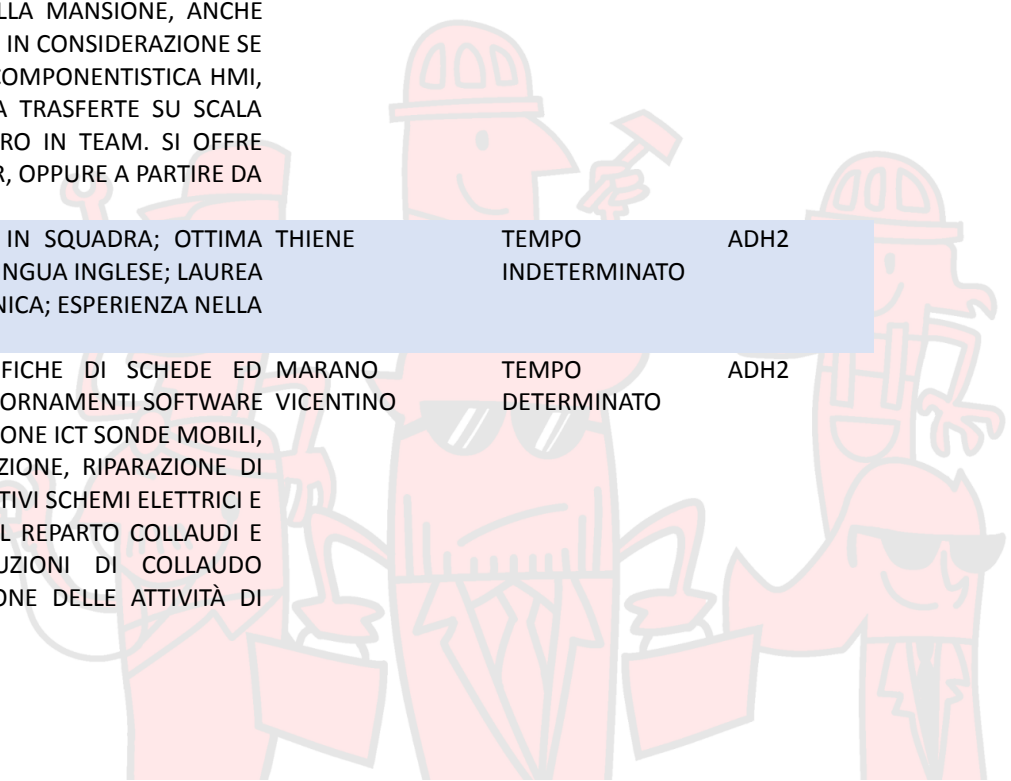 LLA MANSIONE, ANCHE
IN CONSIDERAZIONE SE
COMPONENTISTICA HMI,
A TRASFERTE SU SCALA
RO IN TEAM. SI OFFRE
R, OPPURE A PARTIRE DA
IN SQUADRA; OTTIMA THIENE TEMPO ADH2
NGUA INGLESE; LAUREA INDETERMINATO
NICA; ESPERIENZA NELLA
FICHE DI SCHEDE ED MARANO TEMPO ADH2
ORNAMENTI SOFTWARE VICENTINO DETERMINATO
ONE ICT SONDE MOBILI,
ZIONE, RIPARAZIONE DI
TIVI SCHEMI ELETTRICI E
L REPARTO COLLAUDI E
UZIONI DI COLLAUDO
ONE DELLE ATTIVITÀ DI